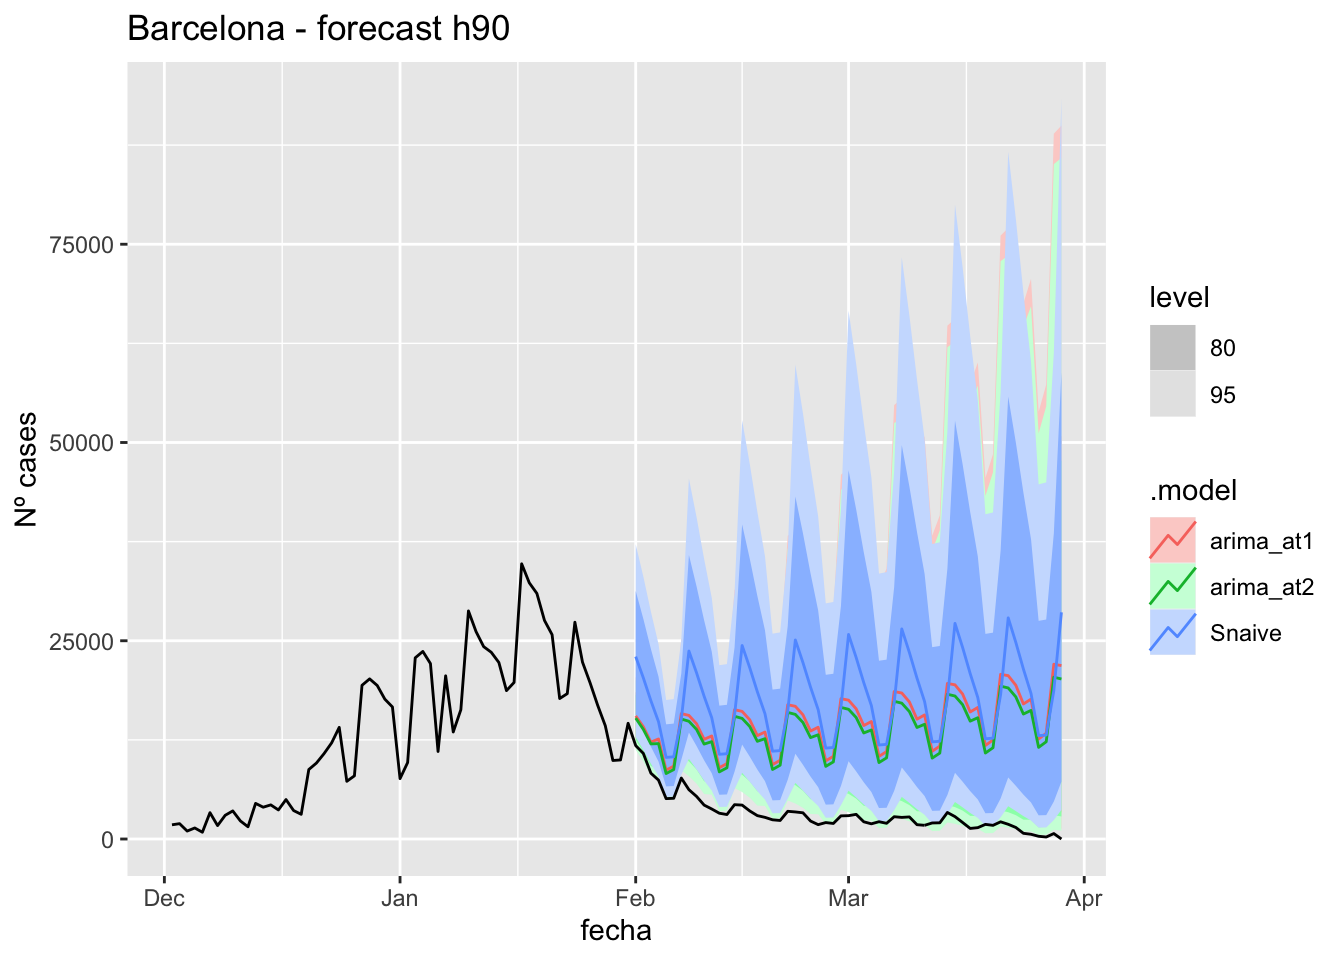 Barcelona - forecast h90
Nº cases
75000
50000
25000
0
Dec
Jan
Feb
Mar
Apr
fecha
level
80
95
.model
arima_at1
arima_at2
Snaive